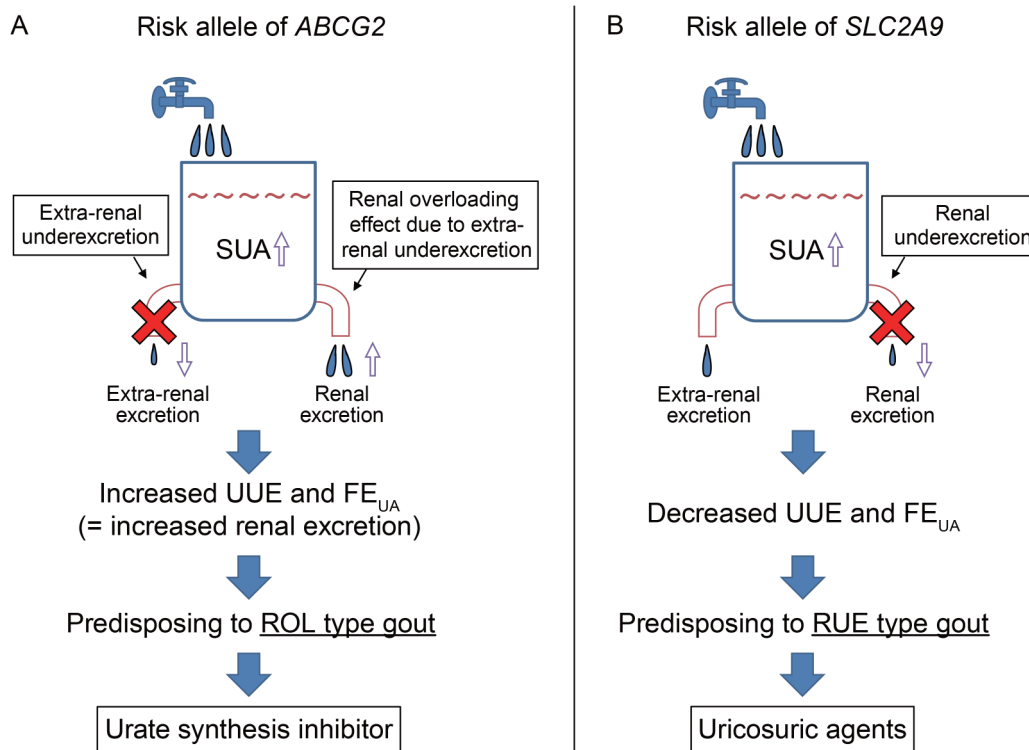 A
Risk allele of ABCG2
Extra-renal
underexcretion
Renal overloading
effect due to extra-
renal underexcretion
SUA
Extra-renal
excretion
Renal
excretion
Increased UUE and FE_UA
(= increased renal excretion)
Predisposing to ROL type gout
Urate synthesis inhibitor
B
Risk allele of SLC2A9
Renal
underexcretion
SUA
Extra-renal
excretion
Renal
excretion
Decreased UUE and FE_UA
Predisposing to RUE type gout
Uricosuric agents